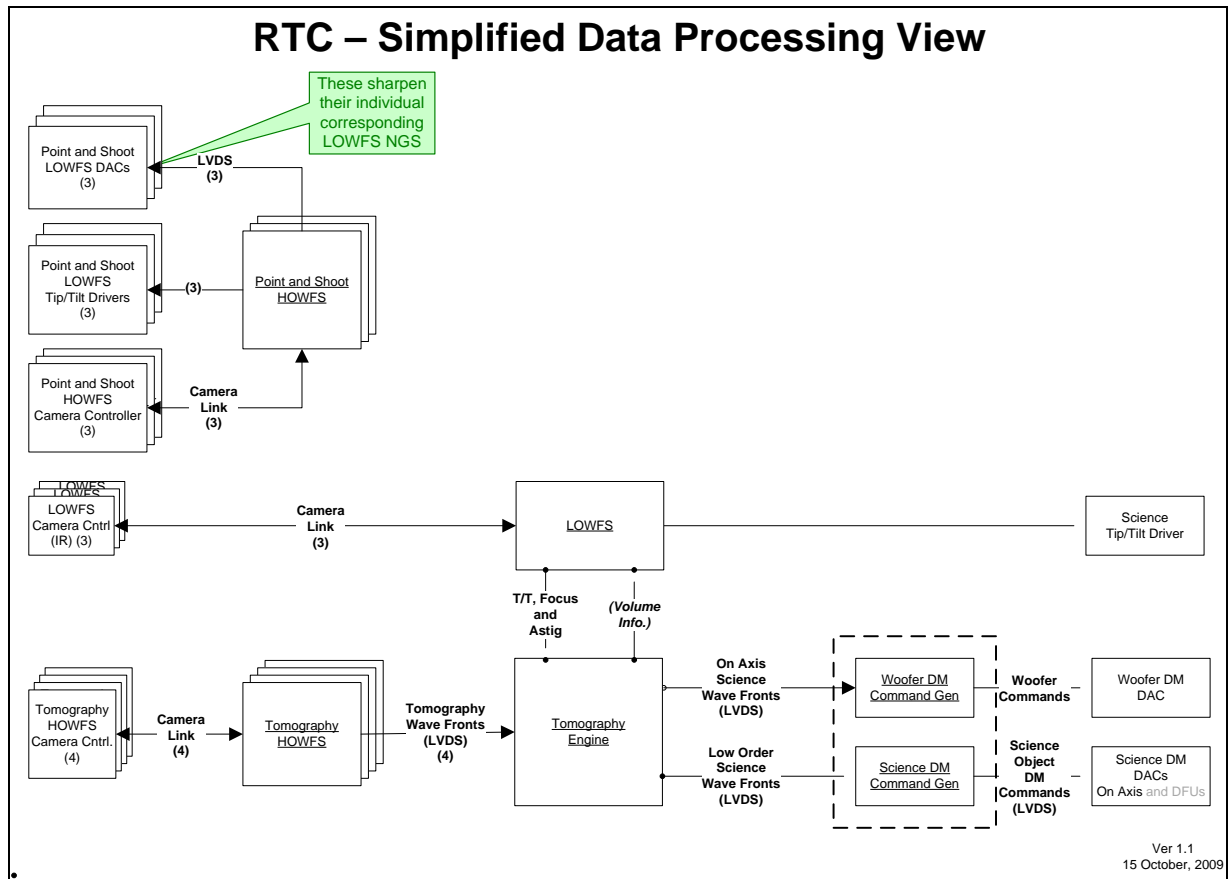 RTC – Simplified Data Processing View
These sharpen
their individual
corresponding
LOWFS NGS
Point and Shoot
LOWFS DACs
(3)
LVDS
(3)
Point and Shoot
LOWFS
Tip/Tilt Drivers
(3)
(3)
Point and Shoot
HOWFS
Point and Shoot
HOWFS
Camera Controller
(3)
Camera
Link
(3)
LOWFS
LOWFS
LOWFS
Camera Cntrl
(IR) (3)
Camera
Link
(3)
LOWFS
Science
Tip/Tilt Driver
T/T, Focus
and
Astig
(Volume
Info.)
Tomography
HOWFS
Camera Cntrl.
(4)
Camera
Link
(4)
Tomography
HOWFS
Tomography
Wave Fronts
(LVDS)
(4)
Tomography
Engine
On Axis
Science
Wave Fronts
(LVDS)
Woofer DM
Command Gen
Woofer
Commands
Woofer DM
DAC
Low Order
Science
Wave Fronts
(LVDS)
Science DM
Command Gen
Science
Object
DM
Commands
(LVDS)
Science DM
DACs
On Axis and DFUs
Ver 1.1
15 October, 2009